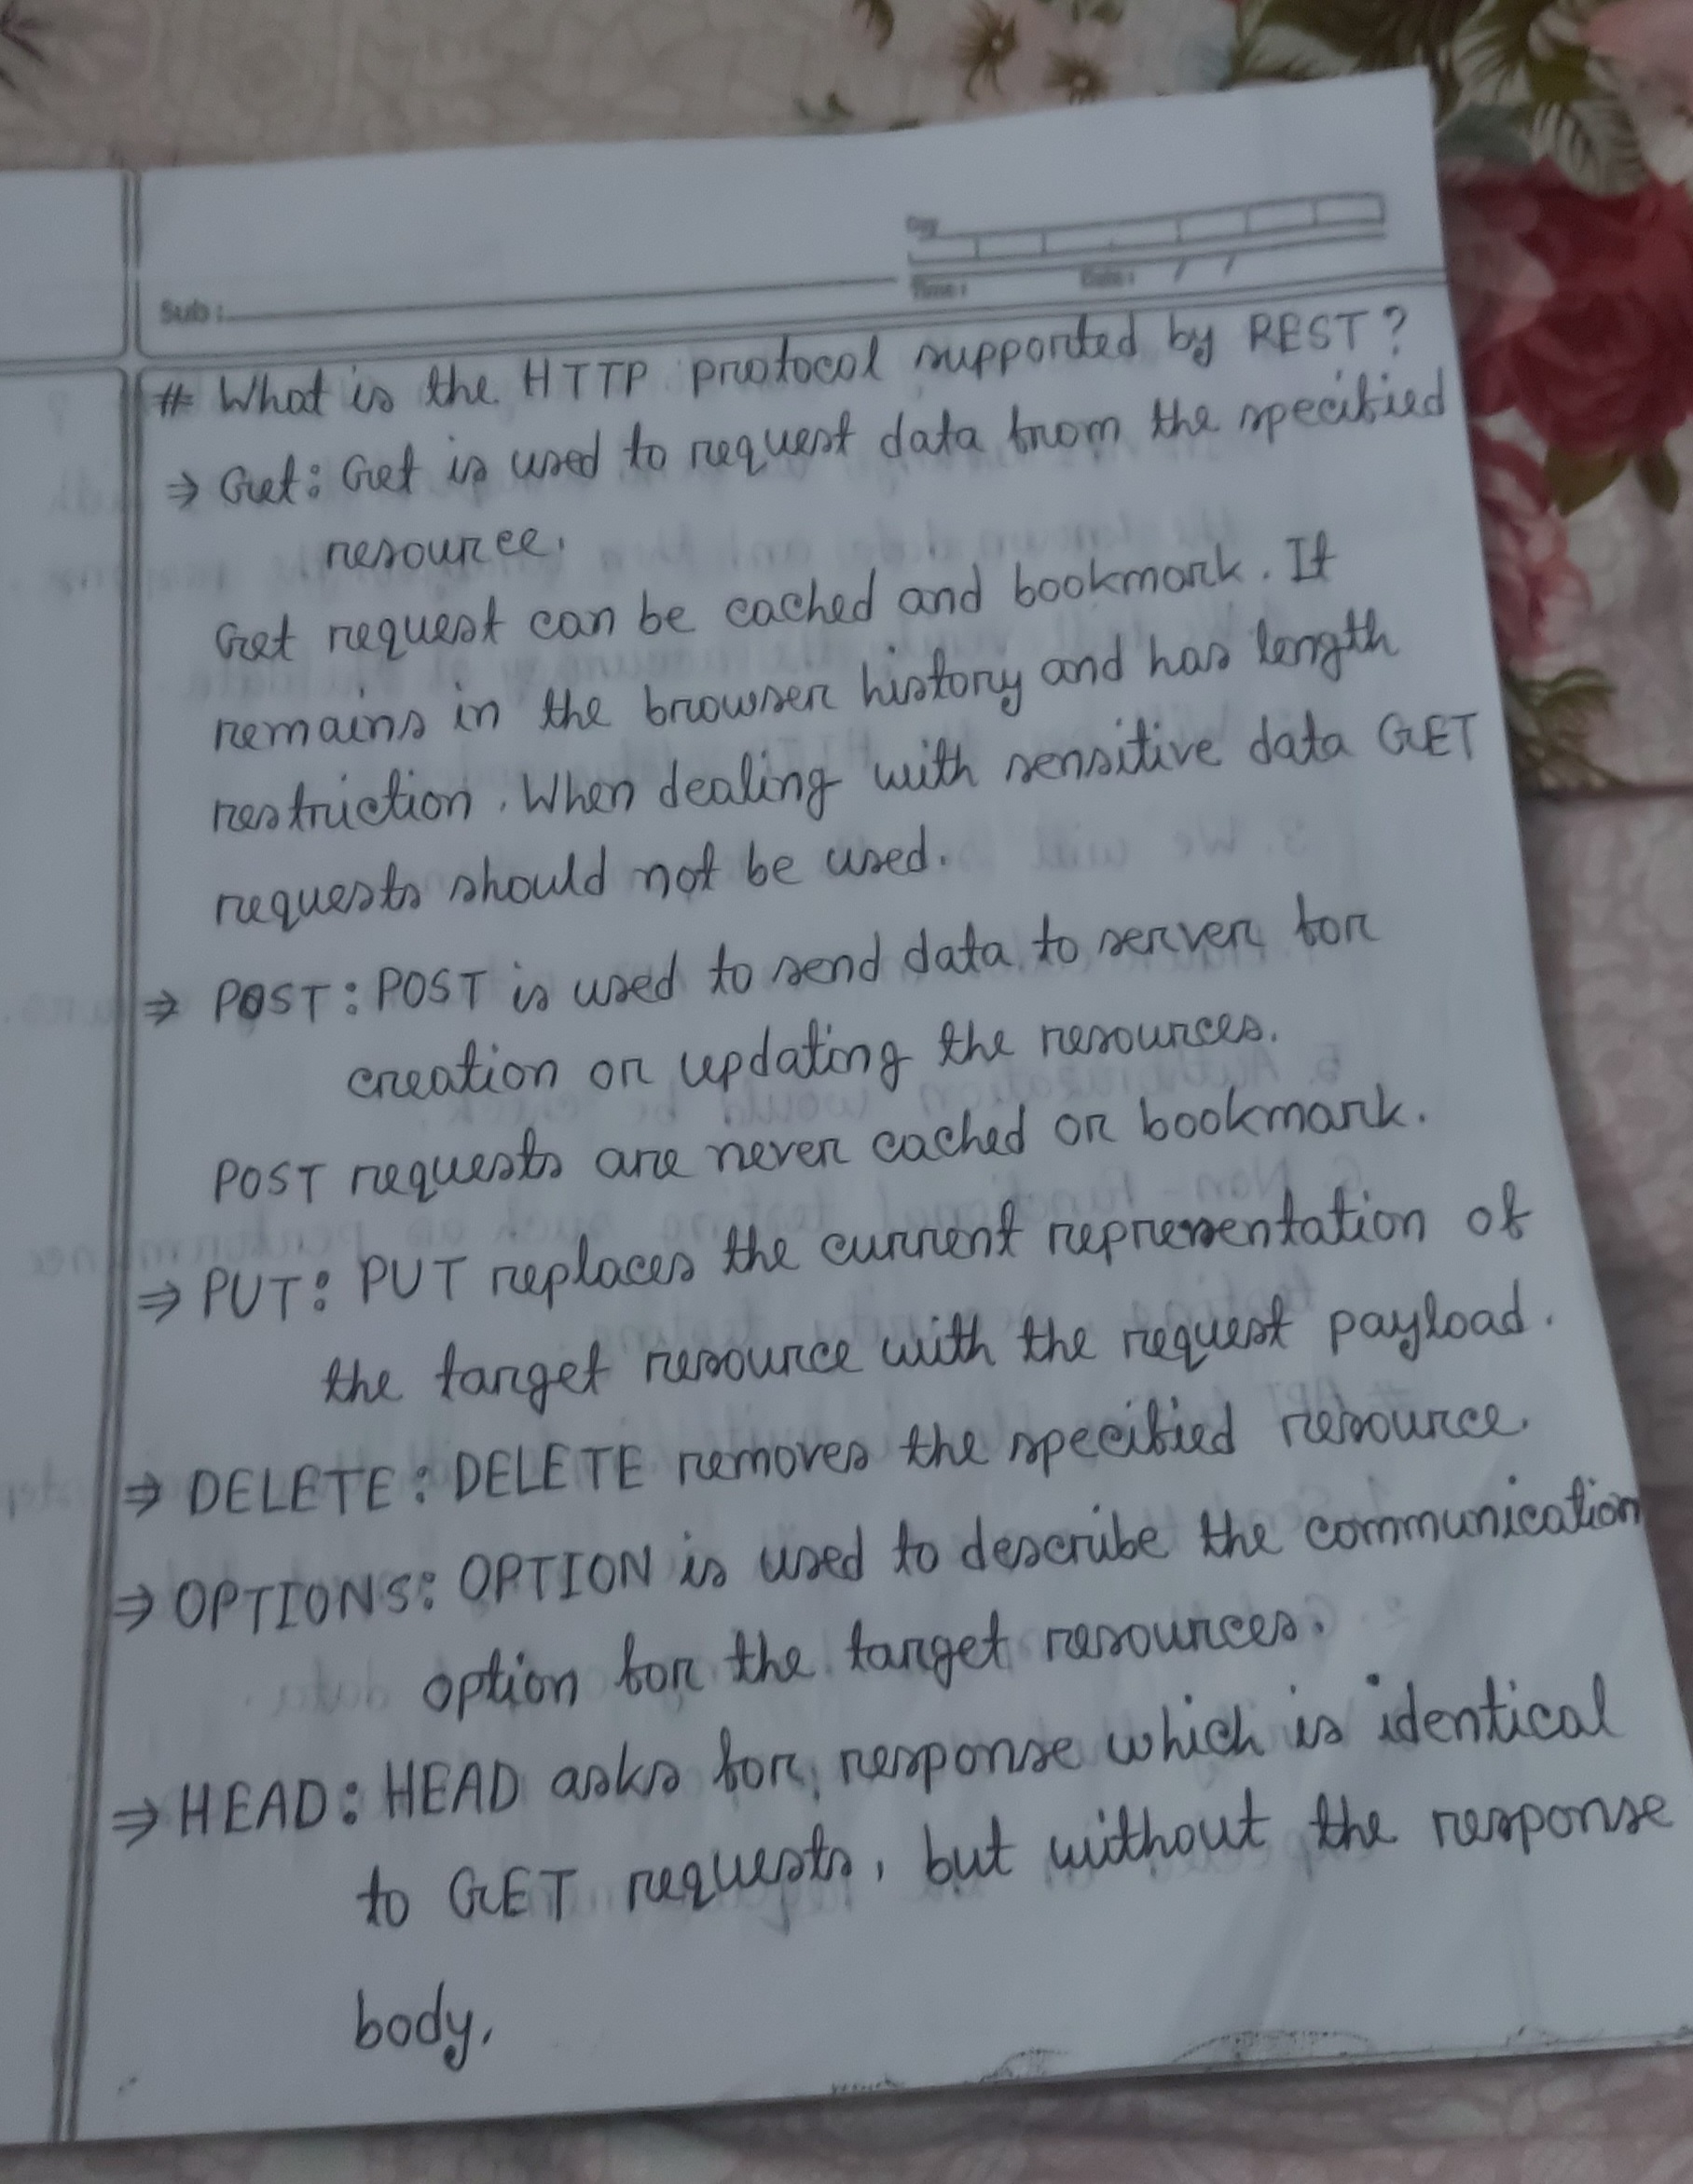 Day
Time: Date: / /
Sub:
# What is the HTTP protocol supported by REST?
⇒ Get: Get is used to request data from the specified
resource.
Get request can be cached and bookmark. It
remains in the browser history and has length
restriction. When dealing with sensitive data GET
requests should not be used.
⇒ POST: POST is used to send data to server for
creation or updating the resources.
POST requests are never cached or bookmark.
⇒ PUT: PUT replaces the current representation of
the target resource with the request payload.
⇒ DELETE: DELETE removes the specified resource.
⇒ OPTIONS: OPTION is used to describe the communication
option for the target resources.
⇒ HEAD: HEAD asks for response which is identical
to GET requests, but without the response
body.